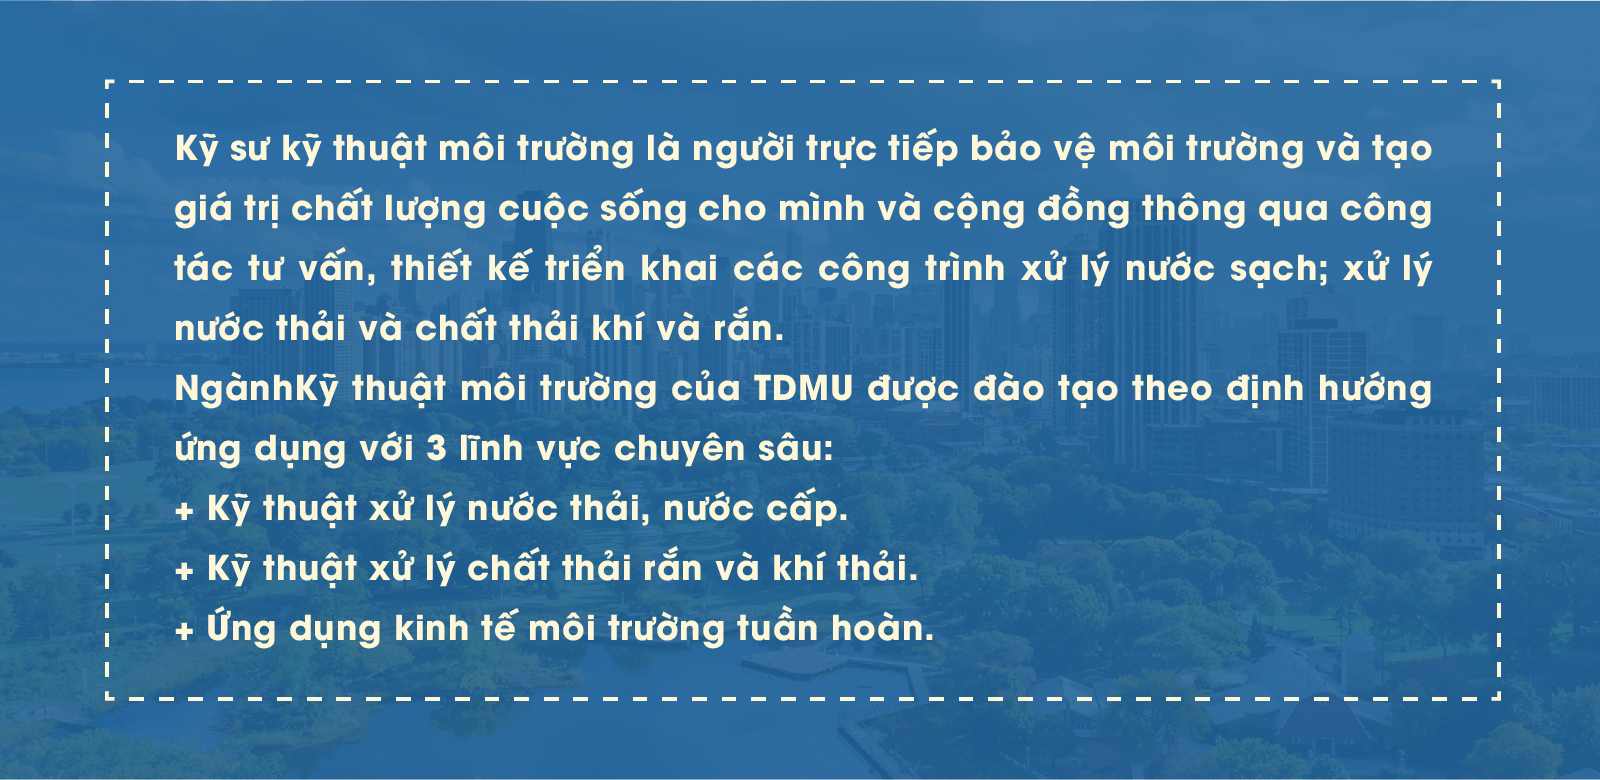 Kỹ sư kỹ thuật môi trường là người trực tiếp bảo vệ môi trường và tạo
giá trị chất lượng cuộc sống cho mình và cộng đồng thông qua công
tác tư vấn, thiết kế triển khai các công trình xử lý nước sạch; xử lý
nước thải và chất thải khí và rắn.
NgànhKỹ thuật môi trường của TDMU được đào tạo theo định hướng
ứng dụng với 3 lĩnh vực chuyên sâu:
+ Kỹ thuật xử lý nước thải, nước cấp.
+ Kỹ thuật xử lý chất thải rắn và khí thải.
+ Ứng dụng kinh tế môi trường tuần hoàn.